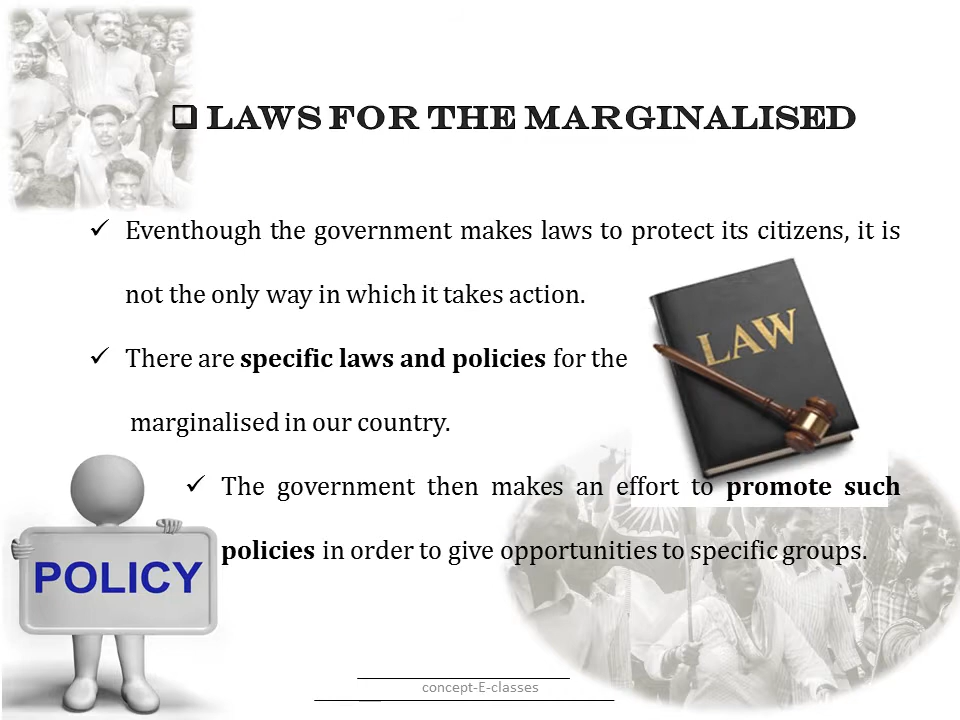 ❑ LAWS FOR THE MARGINALISED
✓ Eventhough the government makes laws to protect its citizens, it is
not the only way in which it takes action.
LAW
✓ There are specific laws and policies for the
marginalised in our country.
✓ The government then makes an effort to promote such
policies in order to give opportunities to specific groups.
POLICY
concept-E-classes